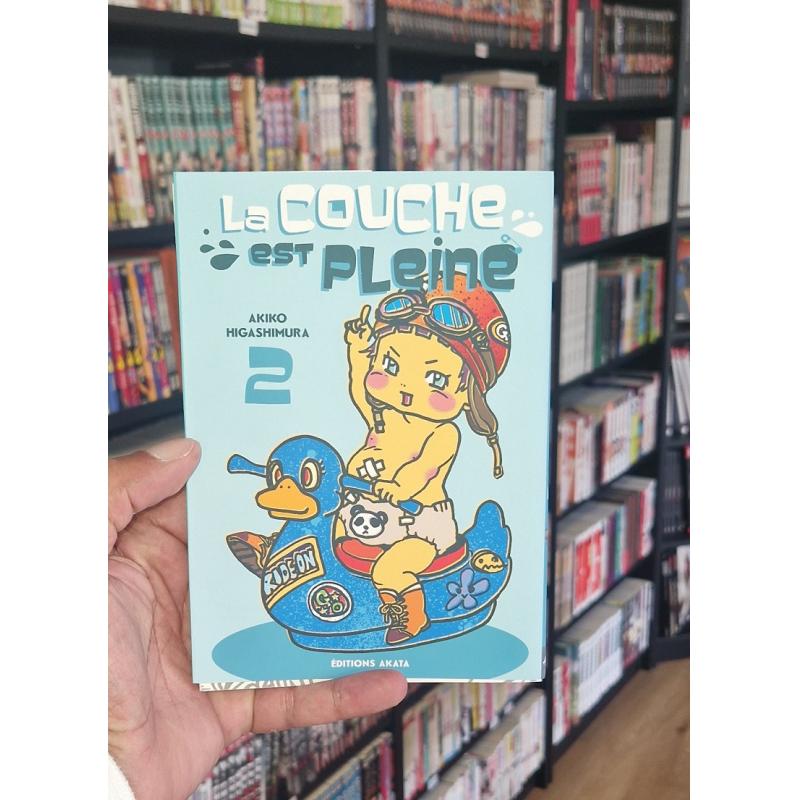 La COUCHe
est PLeine
AKIKO
HIGASHIMURA
2
RIDE-ON
ÉDITIONS AKATA